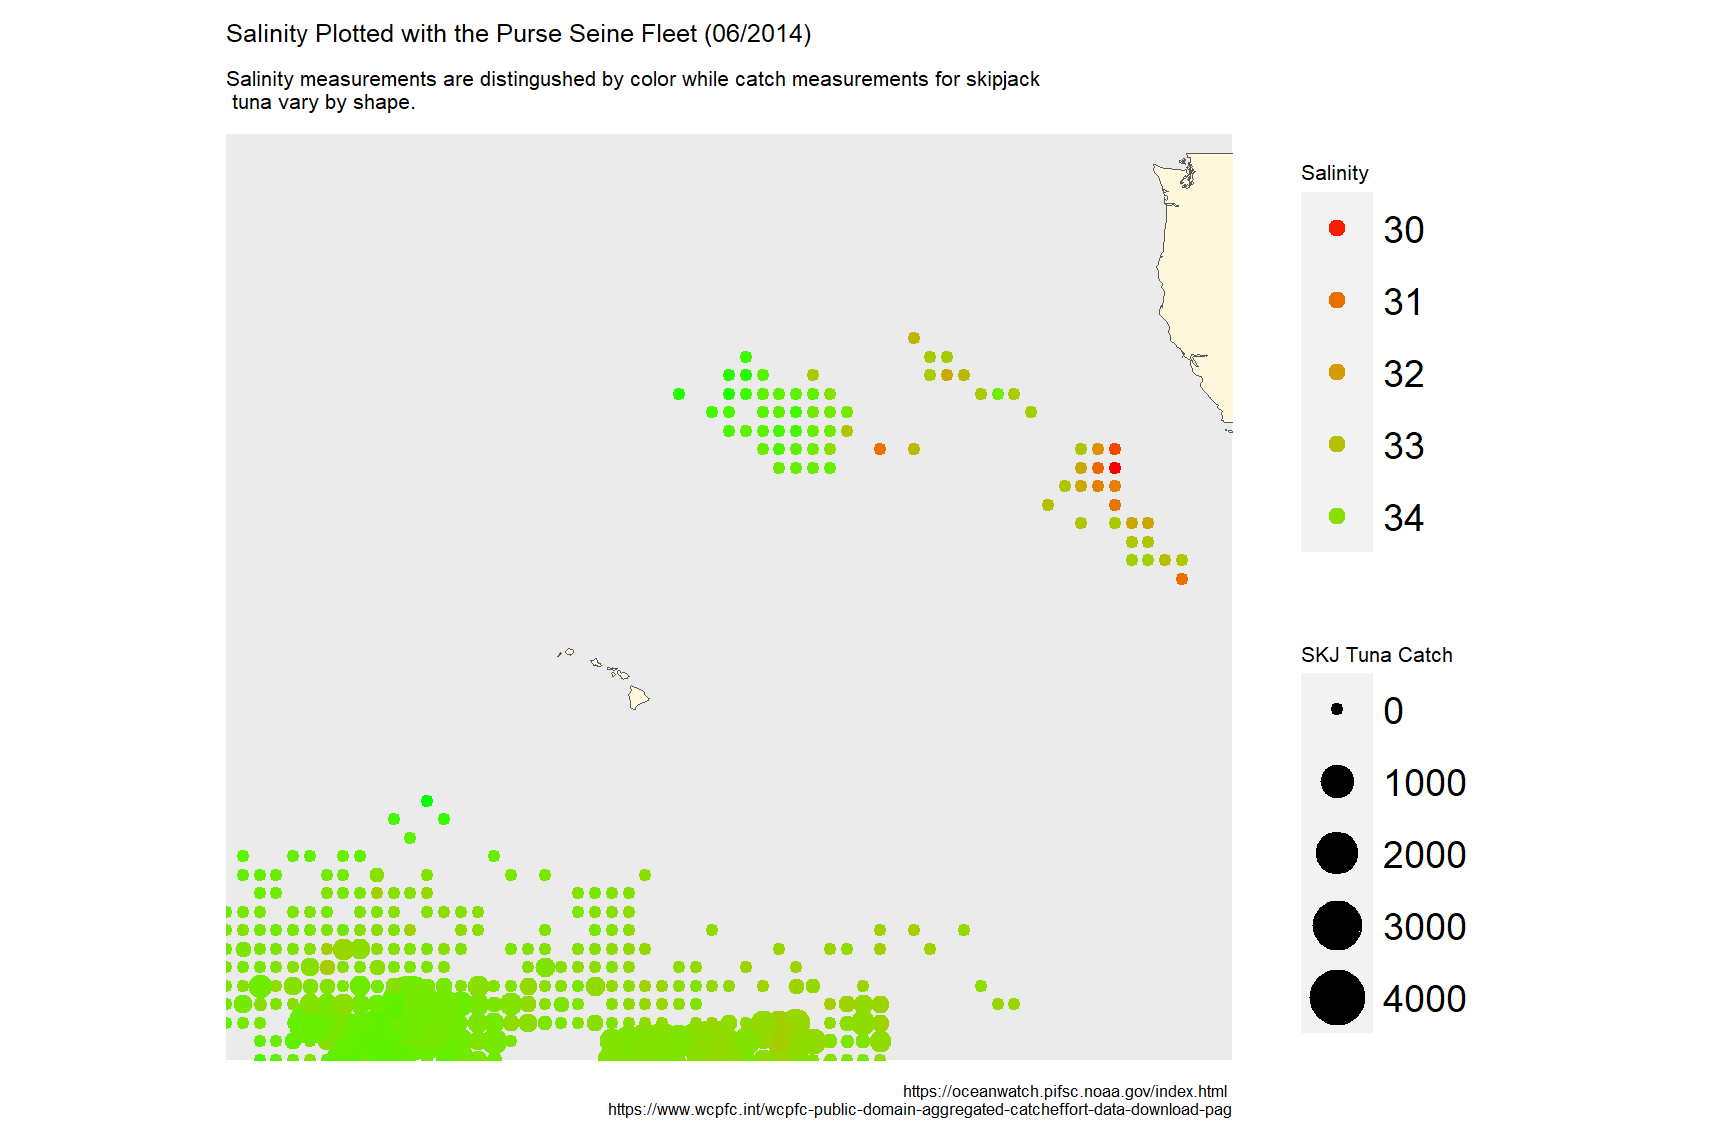 Salinity Plotted with the Purse Seine Fleet (06/2014)
Salinity measurements are distingushed by color while catch measurements for skipjack
tuna vary by shape.
Salinity
30
31
32
33
34
SKJ Tuna Catch
0
1000
2000
3000
4000
https://oceanwatch.pifsc.noaa.gov/index.html
https://www.wcpfc.int/wcpfc-public-domain-aggregated-catcheffort-data-download-pag